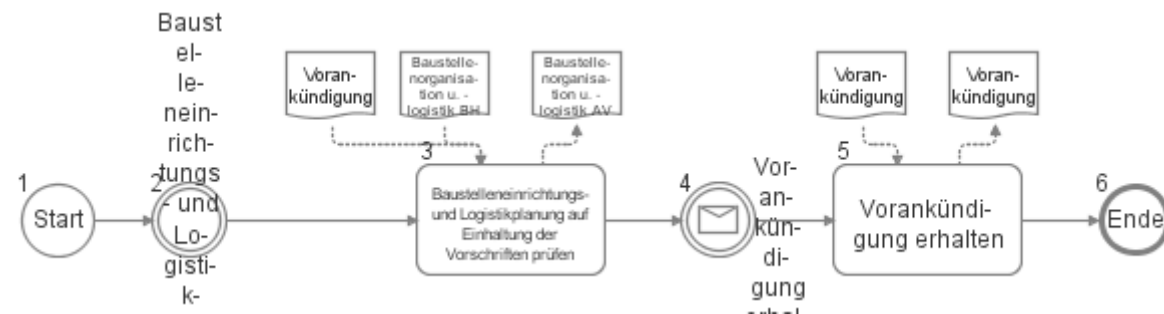 1
Start
2
Baust
el-
le-
nein-
rich-
tungs
- und
Lo-
gisti-
k-
Voran-
kündigung
Baustelle-
norganisa-
tion u. -
logistik BH
Baustelle-
norganisa-
tion u. -
logistik AV
3
Baustelleneinrichtungs-
und Logistikplanung auf
Einhaltung der
Vorschriften prüfen
4
Vor-
an-
kün-
di-
gung
erhal-
Voran-
kündigung
Voran-
kündigung
5
Vorankündi-
gung erhalten
6
Ende